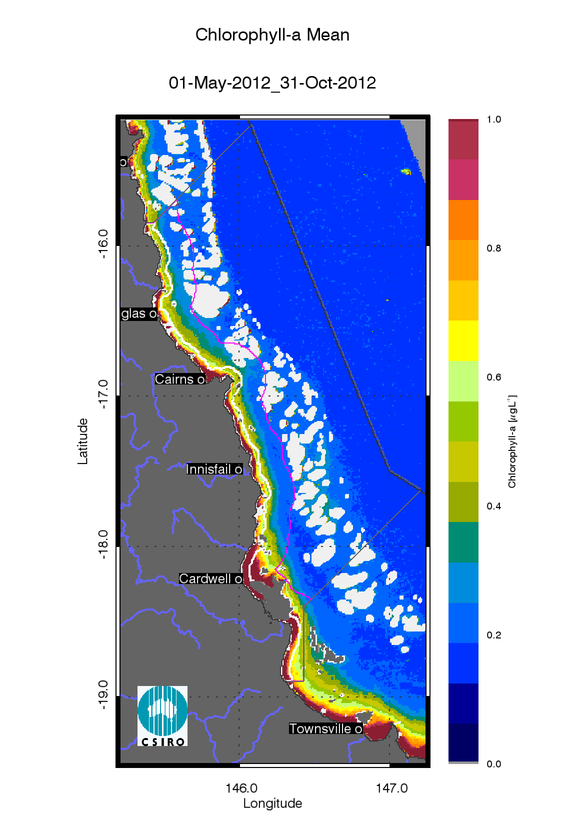 Chlorophyll-a Mean
01-May-2012_31-Oct-2012
1.0
-16.0
0.8
glas o
Cairns o
0.6
-17.0
Latitude
Chlorophyll-a [µgL⁻]
Innisfail o
0.4
-18.0
Cardwell o
0.2
-19.0
CSIRO
Townsville o
0.0
146.0 147.0
Longitude